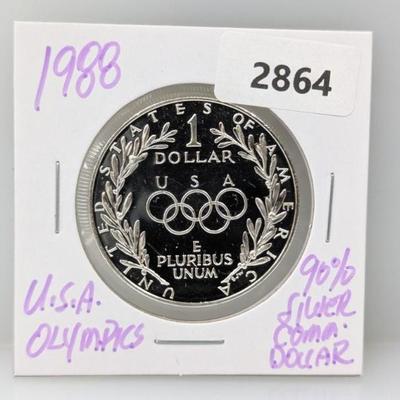 1988
2864
UNITED STATES OF AMERICA
1
DOLLAR
USA
E
PLURIBUS
UNUM
U.S.A.
OLYMPICS
90%
SILVER
COMM.
DOLLAR